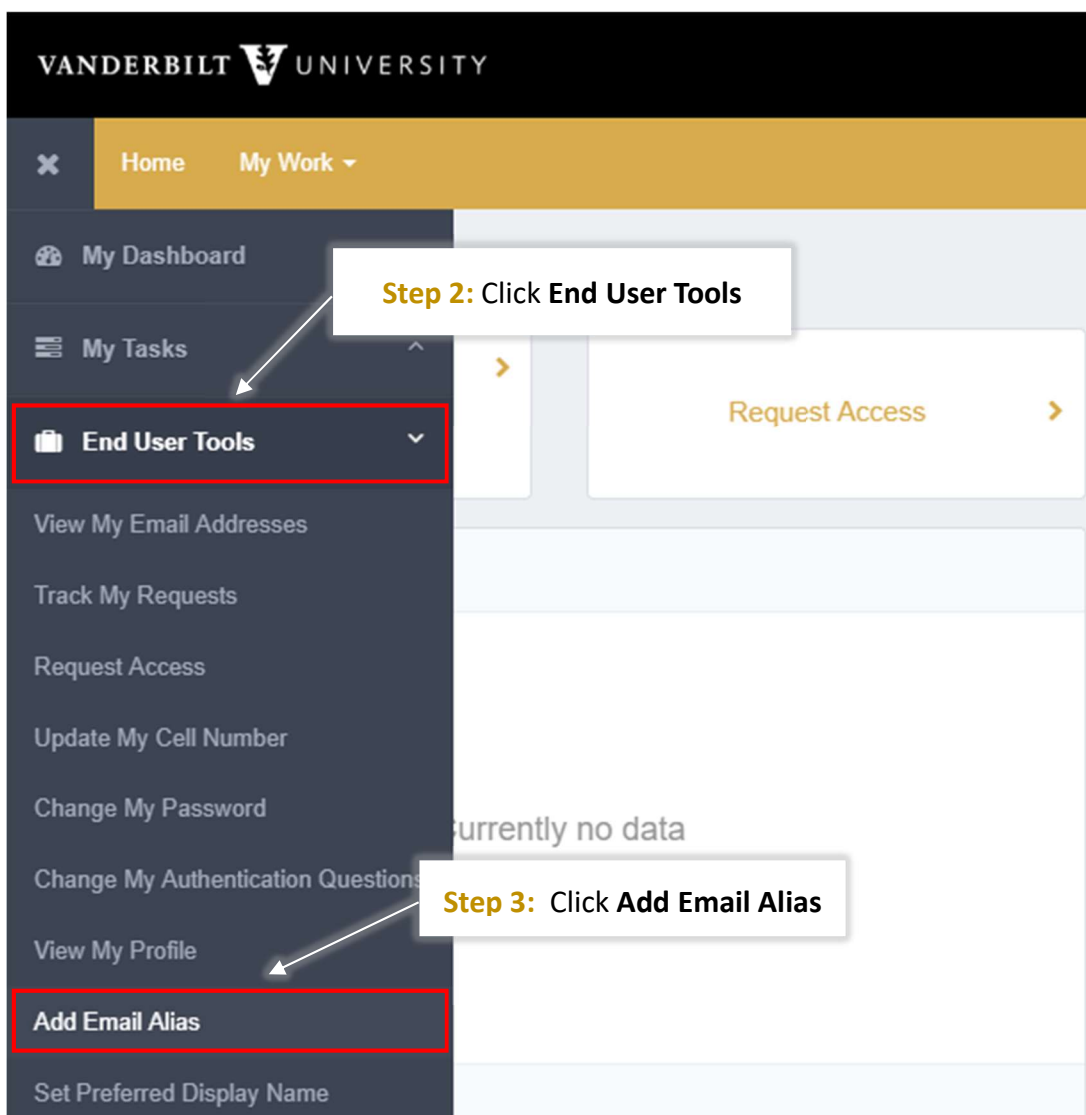 VANDERBILT UNIVERSITY
Home My Work
My Dashboard
Step 2: Click End User Tools
My Tasks
Request Access
End User Tools
View My Email Addresses
Track My Requests
Request Access
Update My Cell Number
Change My Password
Currently no data
Change My Authentication Questions
Step 3: Click Add Email Alias
View My Profile
Add Email Alias
Set Preferred Display Name